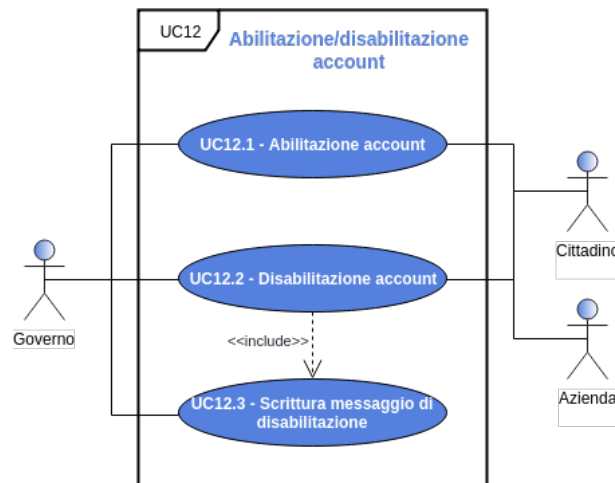 UC12
Abilitazione/disabilitazione
account
UC12.1 - Abilitazione account
Cittadino
UC12.2 - Disabilitazione account
Governo
<<include>>
Azienda
UC12.3 - Scrittura messaggio di
disabilitazione